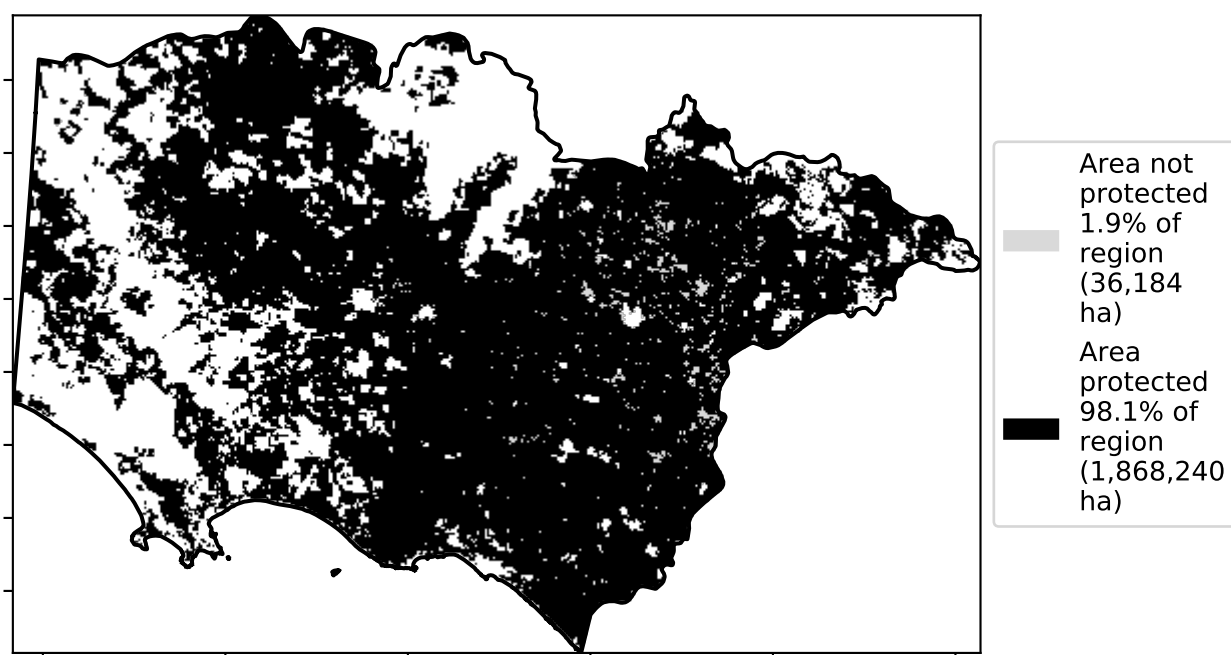 Area not
protected
1.9% of
region
(36,184
ha)
Area
protected
98.1% of
region
(1,868,240
ha)